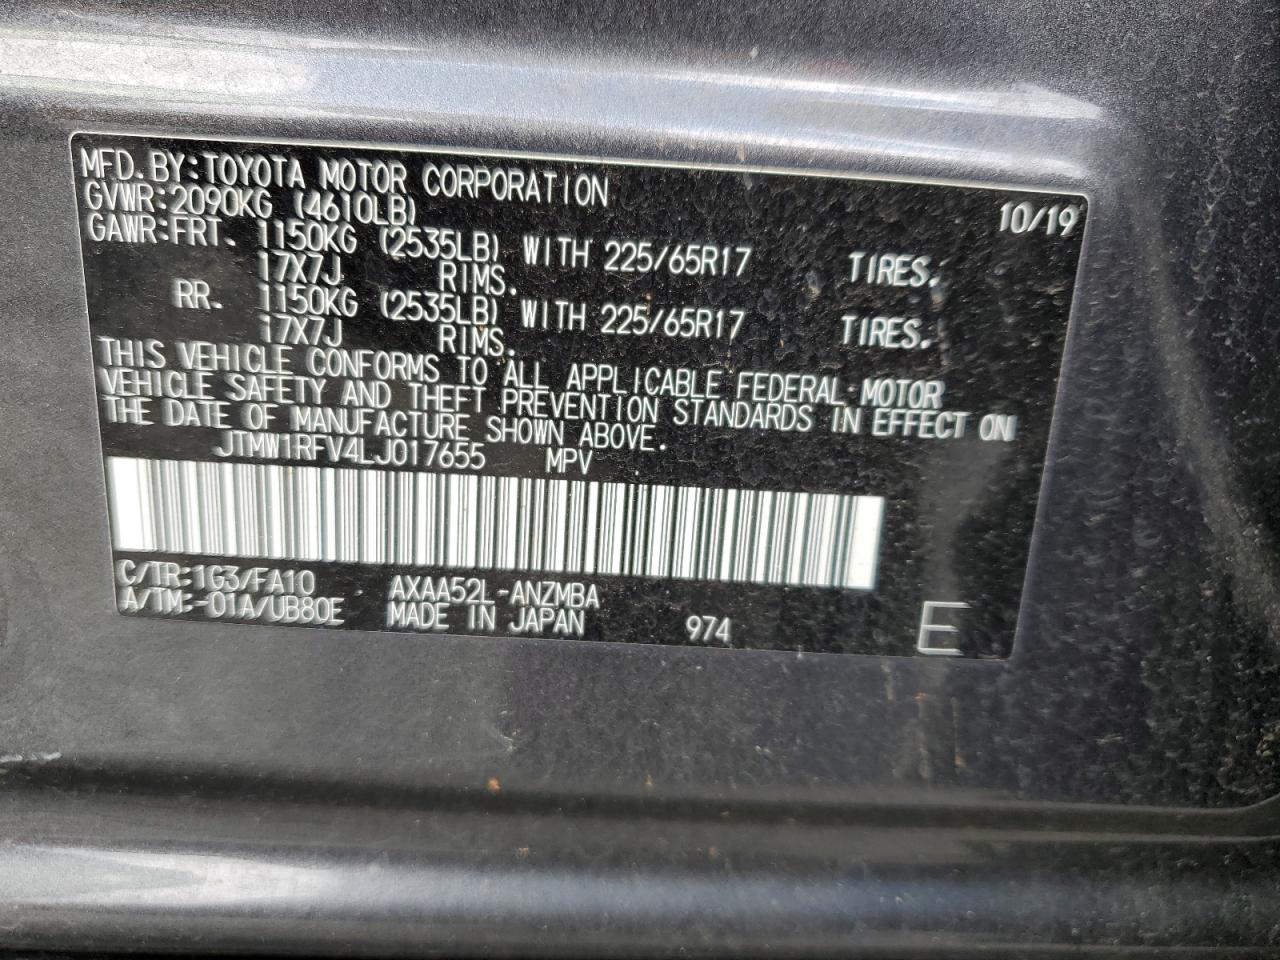 MFD.BY:TOYOTA MOTOR CORPORATION 10/19
GVWR:2090KG (4610LB)
GAWR:FRT. 1150KG (2535LB) WITH 225/65R17 TIRES.
17X7J RIMS.
RR. 1150KG (2535LB) WITH 225/65R17 TIRES.
17X7J RIMS.
THIS VEHICLE CONFORMS TO ALL APPLICABLE FEDERAL MOTOR
VEHICLE SAFETY AND THEFT PREVENTION STANDARDS IN EFFECT ON
THE DATE OF MANUFACTURE SHOWN ABOVE.
JTMW1RFV4LJ017655 MPV
C/TR:1G3/FA10 AXAA52L-ANZMBA
A/TM:-01A/UB80E MADE IN JAPAN 974 E